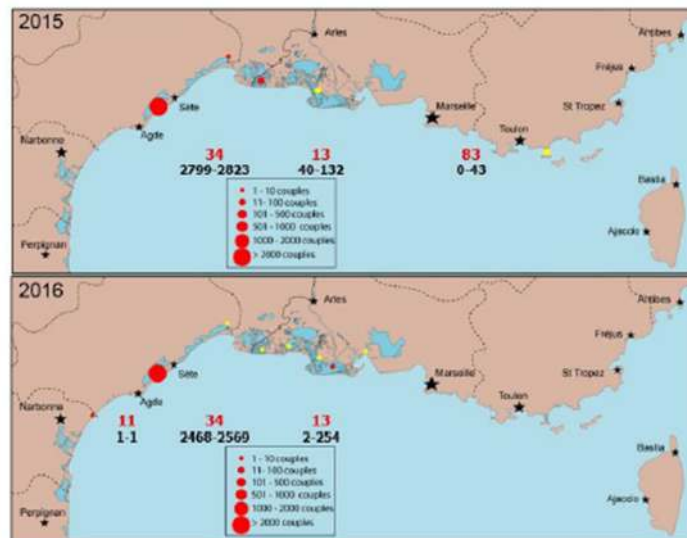 2015
Arles
Antibes
Fréjus
St Tropez
Sète
Marseille
Agde
Toulon
Narbonne
34 13 83
2799-2823 40-132 0-43
1 - 10 couples
11- 100 couples
101 - 500 couples
501 - 1000 couples
1000 - 2000 couples
> 2000 couples
Bastia
Ajaccio
Perpignan
2016
Arles
Antibes
Fréjus
Marseille
St Tropez
Sète
Agde
Toulon
Narbonne
11 34 13
1-1 2468-2569 2-254
1 - 10 couples
11- 100 couples
101 - 500 couples
501 - 1000 couples
1000 - 2000 couples
> 2000 couples
Bastia
Ajaccio
Perpignan